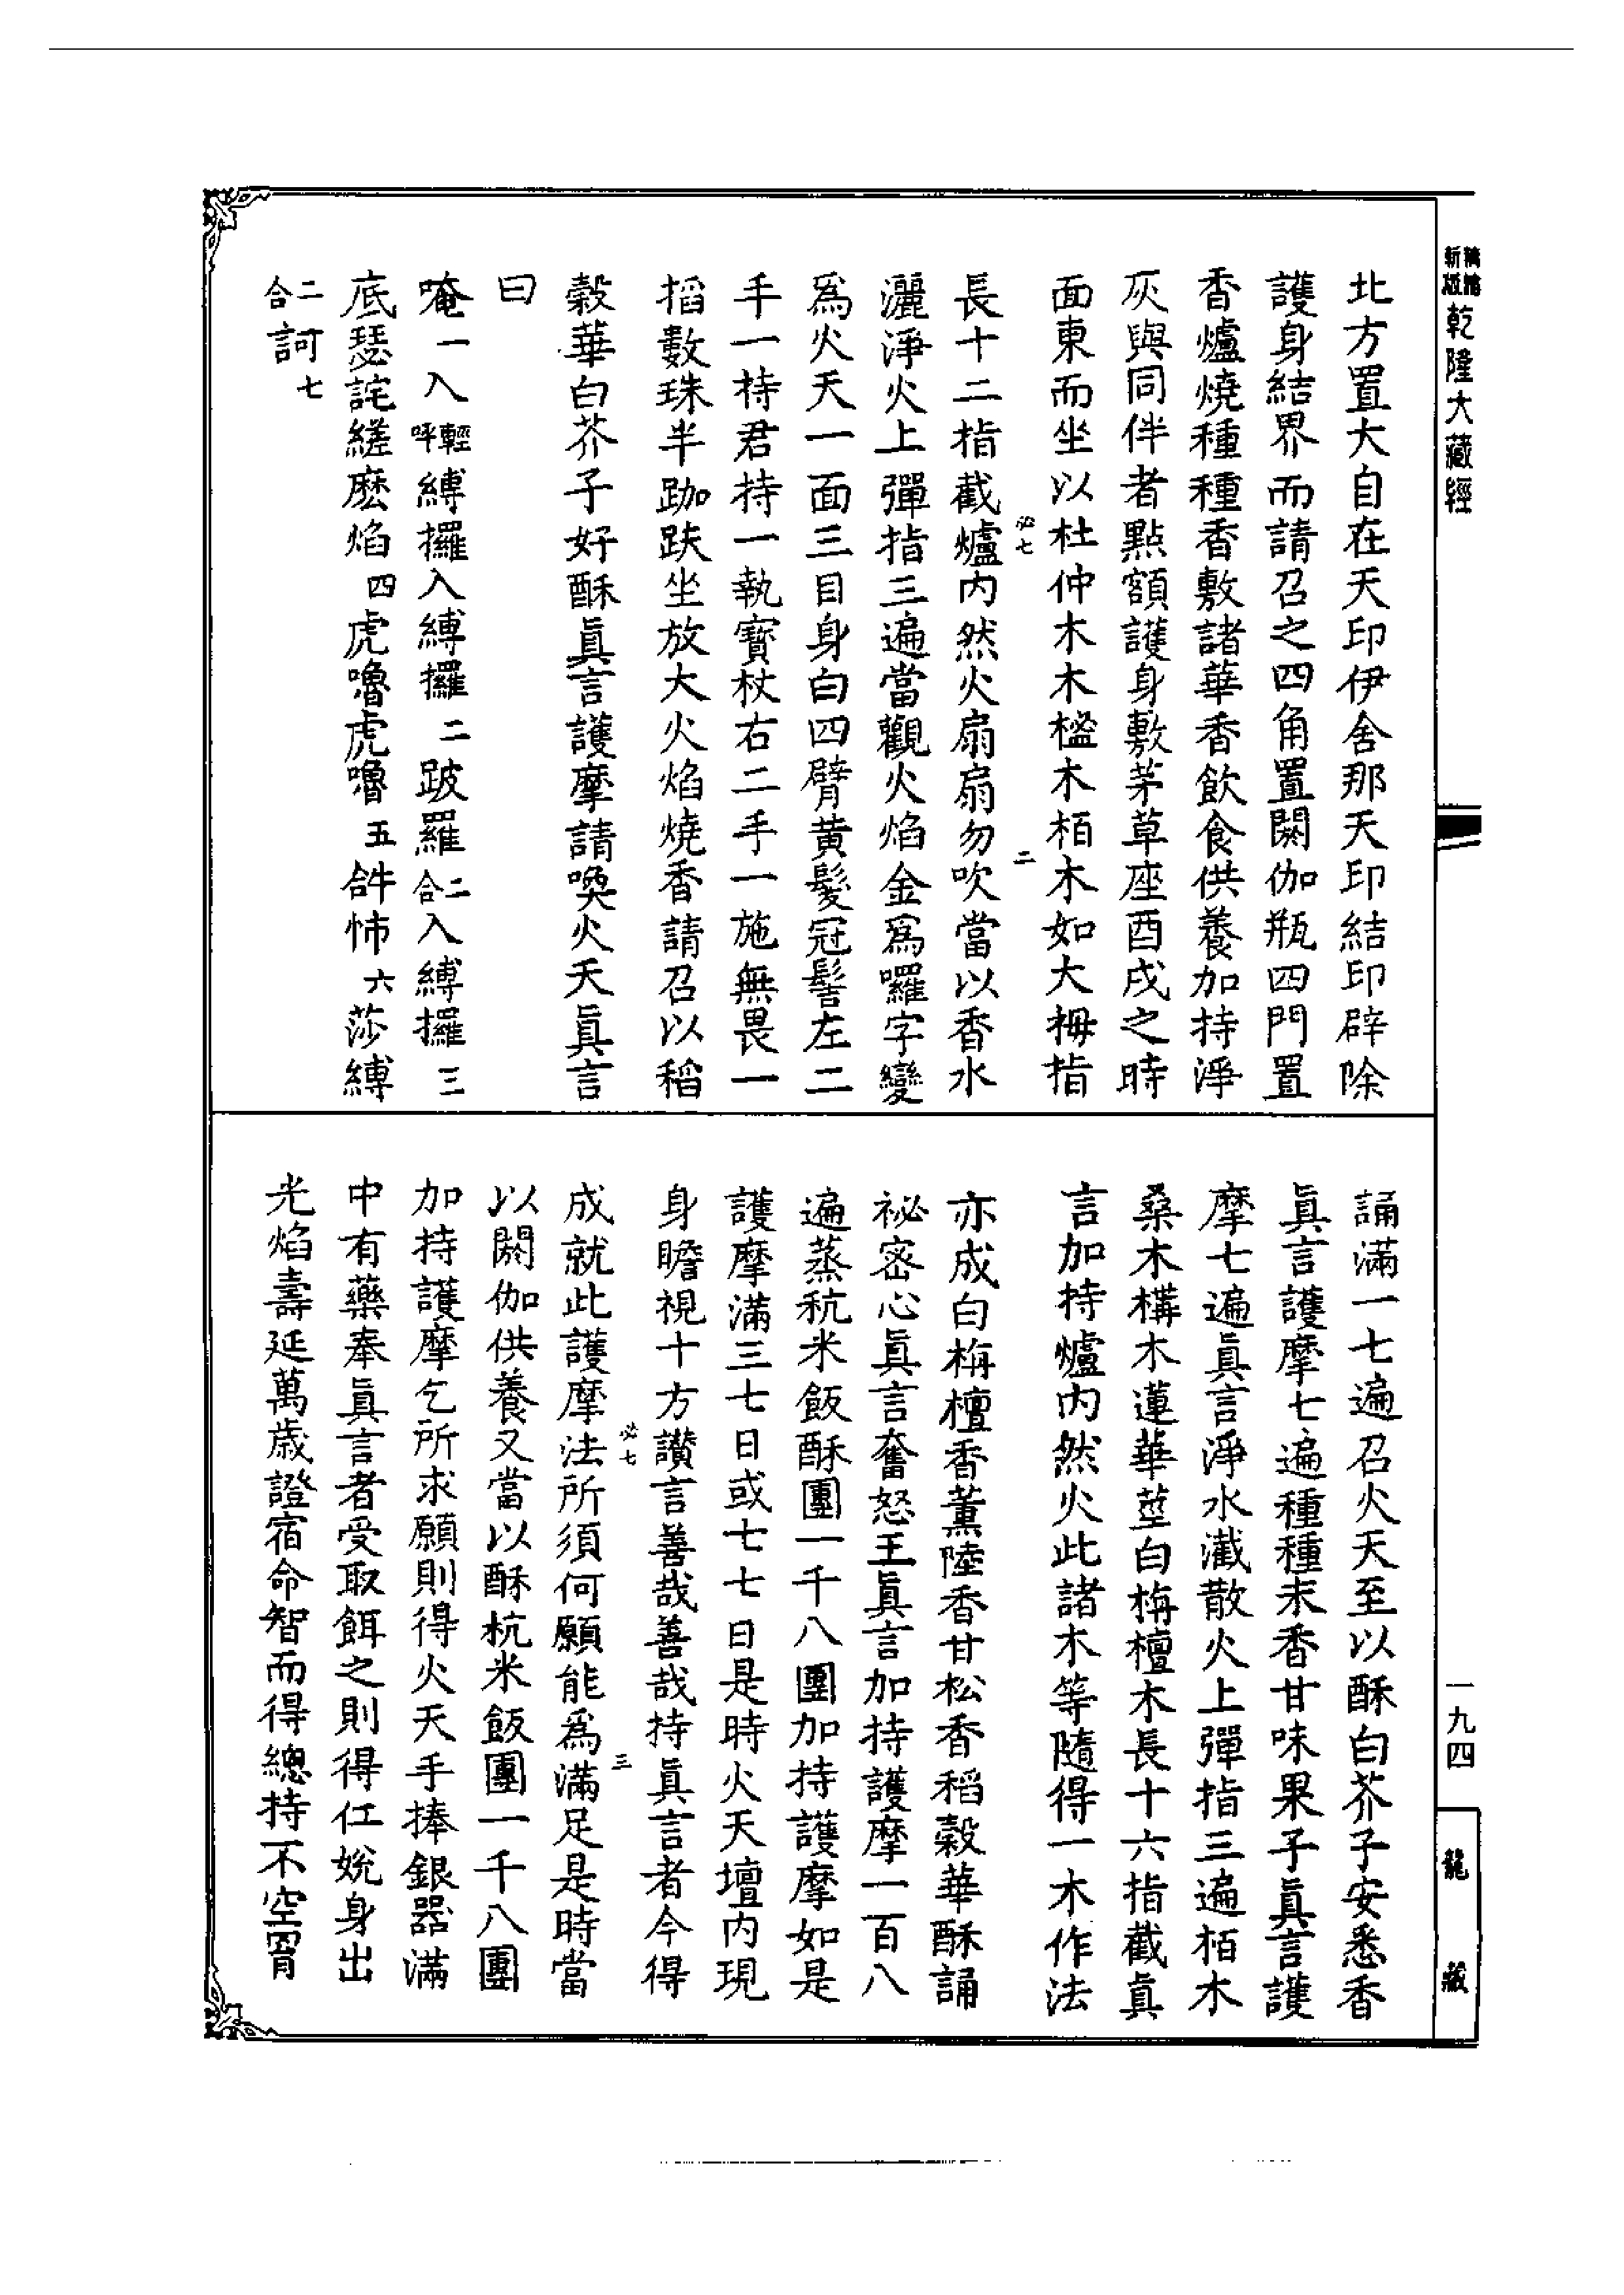 乾隆大藏經
北方置大自在天印伊舍那天印結印辟除
護身結界而請召之四角置閼伽瓶四門置
香爐燒種種香敷諸華香飲食供養加持淨
灰與同伴者點額護身敷茅草座酉戌之時
面東而坐以杜仲木木榓木栢木如大拇指
必七 二
長十二指截爐内然火扇扇勿吹當以香水
灑淨火上彈指三遍當觀火焰金爲囉字變
爲火天一面三目身白四臂黄髮冠髻左二
手一持君持一執寶杖右二手一施無畏一
掐數珠半跏趺坐放大火焰燒香請召以稻
穀華白芥子好酥眞言護摩請喚火天眞言
曰
唵一入輕呼縛攞入縛攞二跛羅二合入縛攞三
底瑟詫縒麽焰四虎嚕虎嚕五𤙖怖六莎縛
二合訶七
誦滿一七遍召火天至以酥白芥子安悉香
眞言護摩七遍種種末香甘味果子眞言護
摩七遍眞言淨水灑散火上彈指三遍栢木
桑木構木蓮華莖白栴檀木長十六指截眞
言加持爐内然火此諸木等隨得一木作法
亦成白栴檀香薰陸香甘松香稻穀華酥誦
祕密心眞言奮怒王眞言加持護摩一百八
遍蒸秔米飯酥團一千八團加持護摩如是
護摩滿三七日或七七日是時火天壇内現
身瞻視十方讚言善哉善哉持眞言者今得
必七 三
成就此護摩法所須何願能爲滿足是時當
以閼伽供養又當以酥杭米飯團一千八團
加持護摩乞所求願則得火天手捧銀器滿
中有藥奉眞言者受取餌之則得仼娧身出
光焰壽延萬歲證宿命智而得總持不空罥
一九四
龍藏